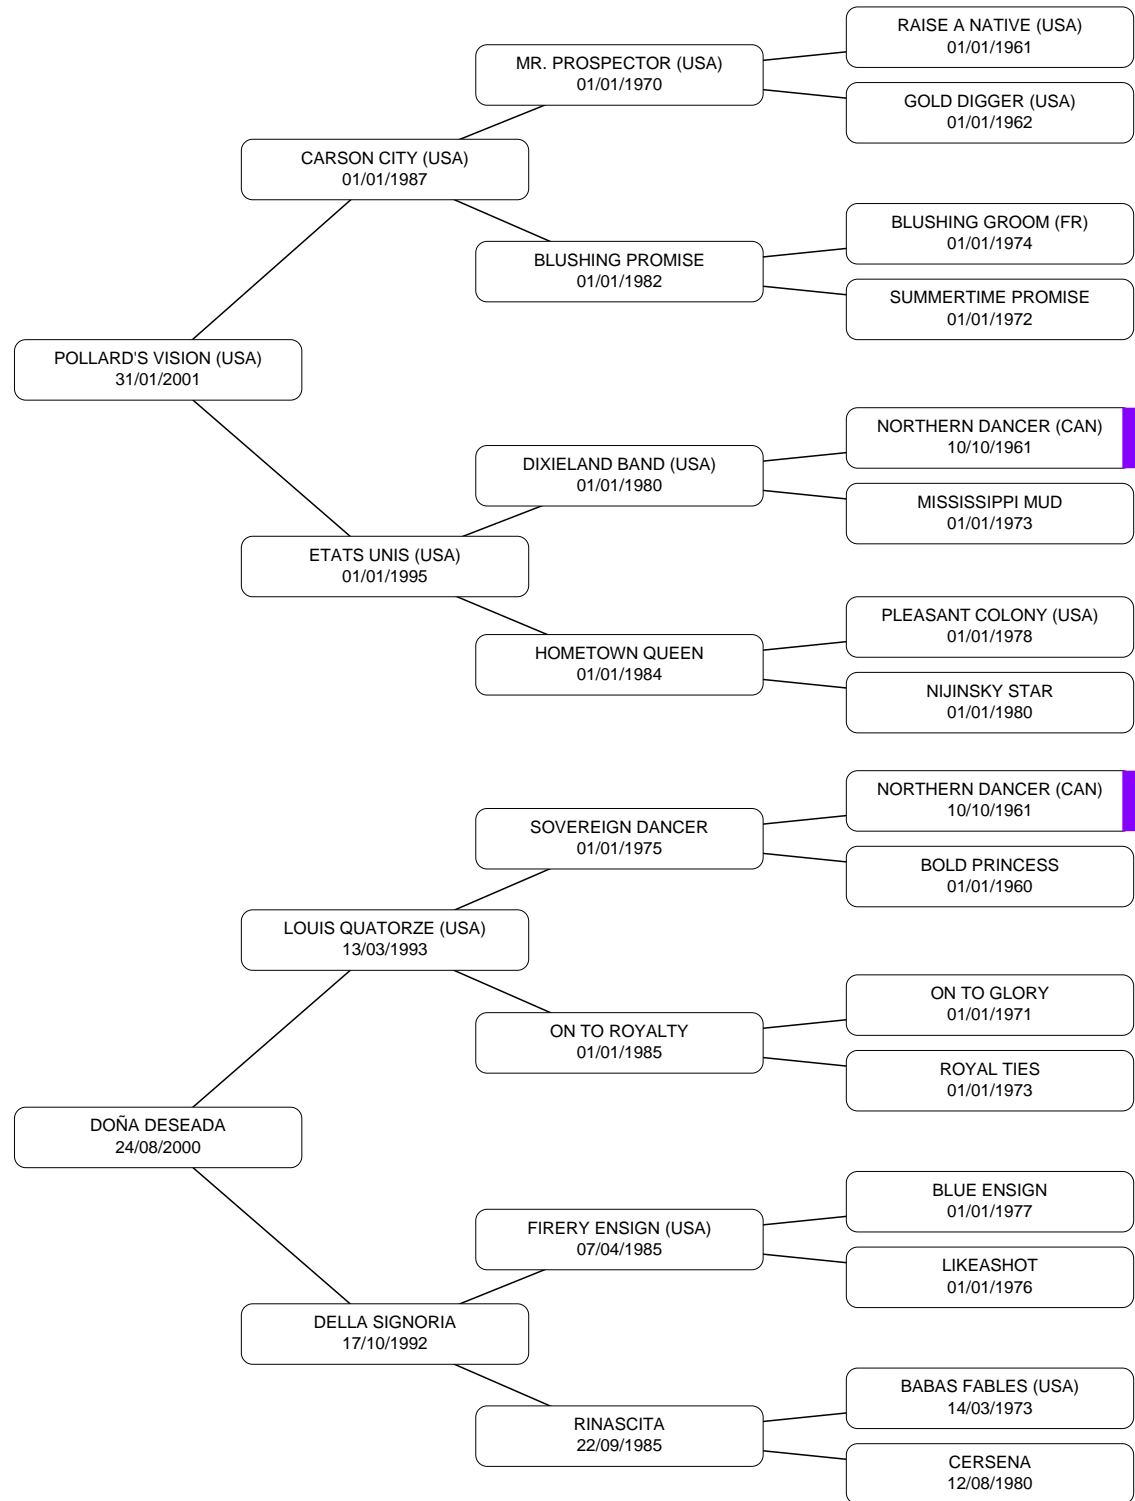 RAISE A NATIVE (USA)
01/01/1961
MR. PROSPECTOR (USA)
01/01/1970
GOLD DIGGER (USA)
01/01/1962
CARSON CITY (USA)
01/01/1987
BLUSHING GROOM (FR)
01/01/1974
BLUSHING PROMISE
01/01/1982
SUMMERTIME PROMISE
01/01/1972
POLLARD'S VISION (USA)
31/01/2001
NORTHERN DANCER (CAN)
10/10/1961
DIXIELAND BAND (USA)
01/01/1980
MISSISSIPPI MUD
01/01/1973
ETATS UNIS (USA)
01/01/1995
PLEASANT COLONY (USA)
01/01/1978
HOMETOWN QUEEN
01/01/1984
NIJINSKY STAR
01/01/1980
NORTHERN DANCER (CAN)
10/10/1961
SOVEREIGN DANCER
01/01/1975
BOLD PRINCESS
01/01/1960
LOUIS QUATORZE (USA)
13/03/1993
ON TO GLORY
01/01/1971
ON TO ROYALTY
01/01/1985
ROYAL TIES
01/01/1973
DOÑA DESEADA
24/08/2000
BLUE ENSIGN
01/01/1977
FIRERY ENSIGN (USA)
07/04/1985
LIKEASHOT
01/01/1976
DELLA SIGNORIA
17/10/1992
BABAS FABLES (USA)
14/03/1973
RINASCITA
22/09/1985
CERSENA
12/08/1980